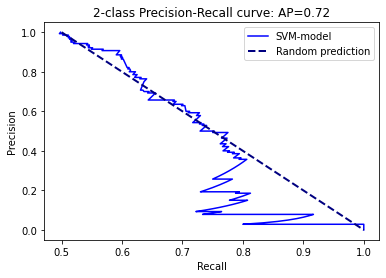 2-class Precision-Recall curve: AP=0.72
SVM-model
Random prediction
Precision
1.0
0.8
0.6
0.4
0.2
0.0
0.5 0.6 0.7 0.8 0.9 1.0
Recall